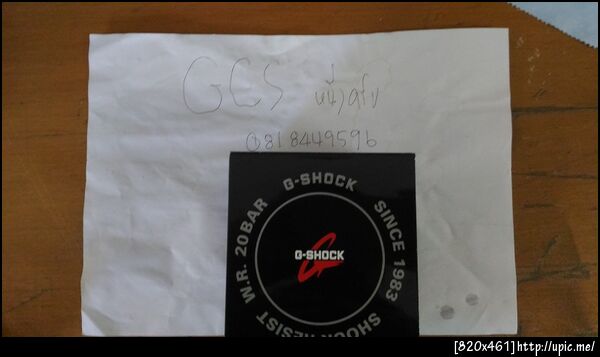 GCS
0818449596
G-SHOCK
W.R. 20BAR
SINCE 1983
G-SHOCK
SHOCK RESIST
[820x461]http://upic.me/